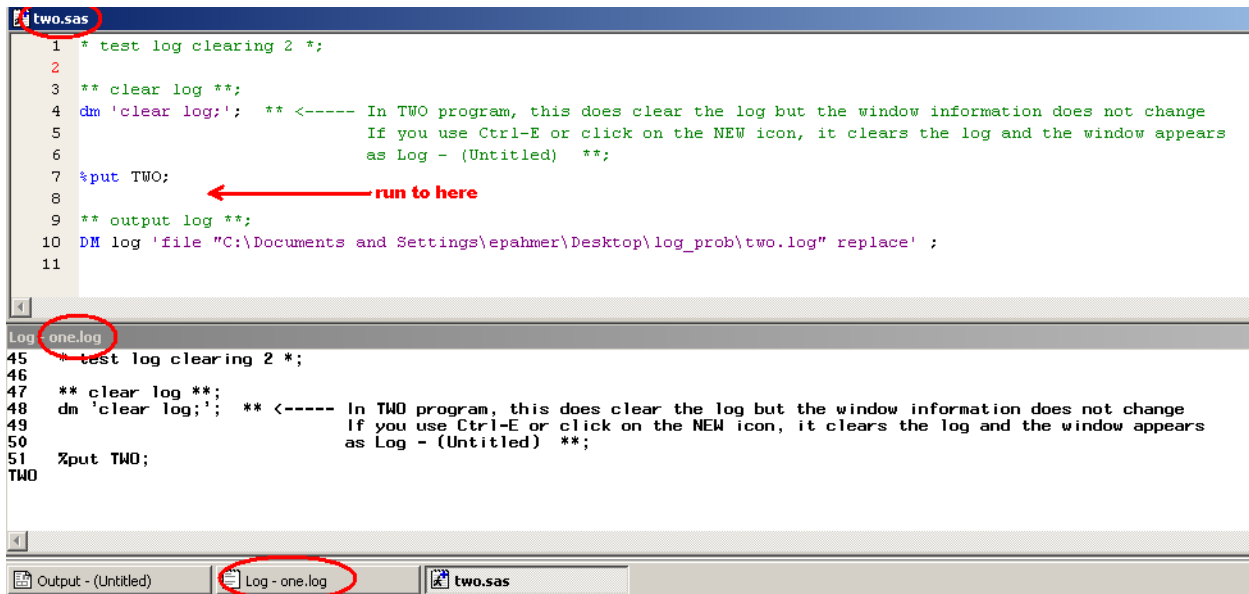 two.sas
1 * test log clearing 2 *;
2
3 ** clear log **;
4 dm 'clear log;'; ** <----- In TWO program, this does clear the log but the window information does not change
5 If you use Ctrl-E or click on the NEW icon, it clears the log and the window appears
6 as Log - (Untitled) **;
7 %put TWO;
8 run to here
9 ** output log **;
10 DM log 'file "C:\Documents and Settings\epahmer\Desktop\log_prob\two.log" replace' ;
11
Log - one.log
45 * test log clearing 2 *;
46
47 ** clear log **;
48 dm 'clear log;'; ** <----- In TWO program, this does clear the log but the window information does not change
49 If you use Ctrl-E or click on the NEW icon, it clears the log and the window appears
50 as Log - (Untitled) **;
51 %put TWO;
TWO
Output - (Untitled) Log - one.log two.sas